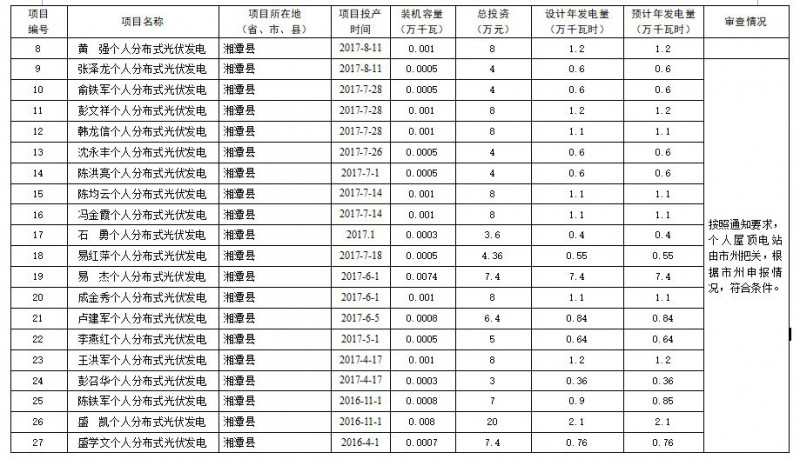 项目编号 项目名称 项目所在地（省、市、县） 项目投产时间 装机容量（万千瓦） 总投资（万元） 设计年发电量（万千瓦时） 预计年发电量（万千瓦时） 审查情况
8 黄　强个人分布式光伏发电 湘潭县 2017-8-11 0.001 8 1.2 1.2
9 张泽龙个人分布式光伏发电 湘潭县 2017-8-11 0.0005 4 0.6 0.6
10 俞铁军个人分布式光伏发电 湘潭县 2017-7-28 0.0005 4 0.6 0.6
11 彭文祥个人分布式光伏发电 湘潭县 2017-7-28 0.001 8 1.2 1.2
12 韩龙信个人分布式光伏发电 湘潭县 2017-7-28 0.001 8 1.1 1.1
13 沈永丰个人分布式光伏发电 湘潭县 2017-7-26 0.0005 4 0.6 0.6
14 陈洪亮个人分布式光伏发电 湘潭县 2017-7-1 0.0005 4 0.6 0.6
15 陈均云个人分布式光伏发电 湘潭县 2017-7-14 0.001 8 1.1 1.1
16 冯金霞个人分布式光伏发电 湘潭县 2017-7-14 0.001 8 1.1 1.1
17 石　勇个人分布式光伏发电 湘潭县 2017.1 0.0003 3.6 0.4 0.4
18 易红萍个人分布式光伏发电 湘潭县 2017-7-18 0.0005 4.36 0.55 0.55
19 易　杰个人分布式光伏发电 湘潭县 2017-6-1 0.0074 7.4 7.4 7.4
20 成金秀个人分布式光伏发电 湘潭县 2017-6-1 0.001 8 1.1 1.1
21 卢建军个人分布式光伏发电 湘潭县 2017-6-5 0.0008 6.4 0.84 0.84
22 李燕红个人分布式光伏发电 湘潭县 2017-5-1 0.0005 5 0.64 0.64
23 王洪军个人分布式光伏发电 湘潭县 2017-4-17 0.001 8 1.2 1.2
24 彭召华个人分布式光伏发电 湘潭县 2017-4-17 0.0003 3 0.36 0.36
25 陈铁军个人分布式光伏发电 湘潭县 2016-11-1 0.0008 7 0.9 0.85
26 盛　凯个人分布式光伏发电 湘潭县 2016-11-1 0.008 20 2.1 2.1
27 盛学文个人分布式光伏发电 湘潭县 2016-4-1 0.0007 7.4 0.76 0.76
按照通知要求，
个人屋顶电站
由市州把关，根
据市州申报情
况，符合条件。